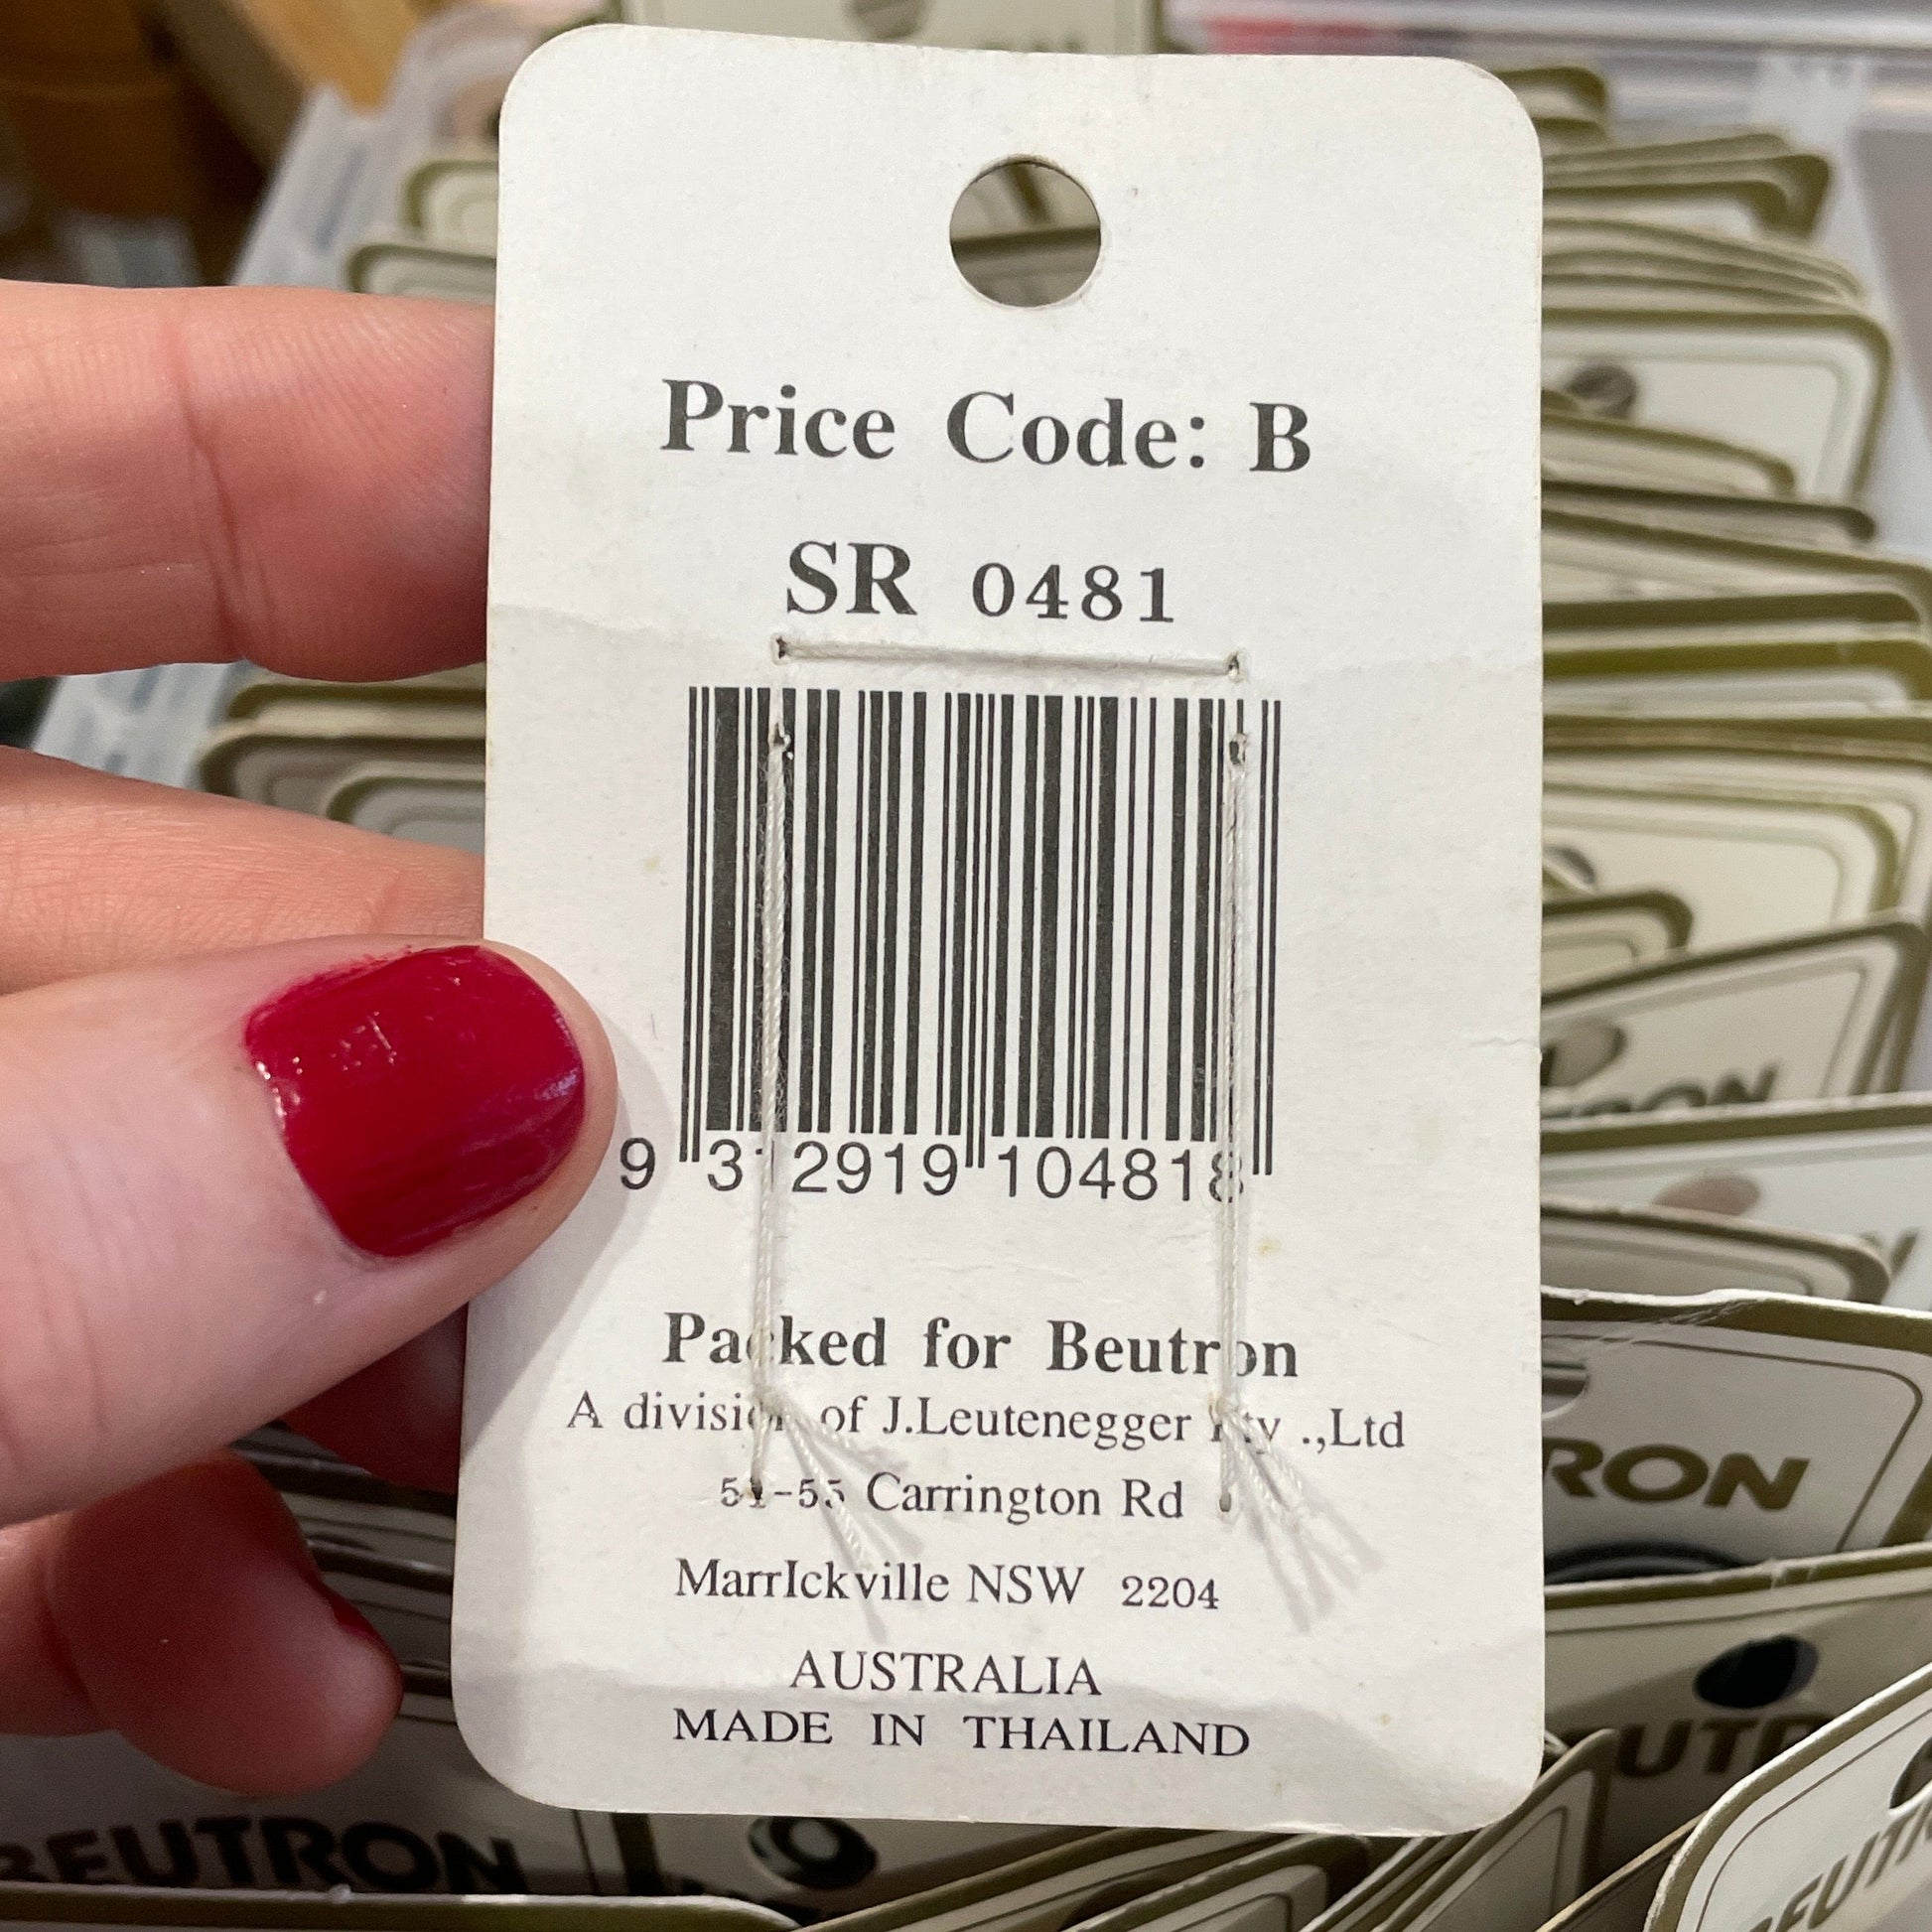 Price Code: B
SR 0481
9 312919 104818
Packed for Beutron
A division of J.Leutenegger Pty .,Ltd
51-55 Carrington Rd
MarrIckville NSW 2204
AUSTRALIA
MADE IN THAILAND
RON
BEUTRON